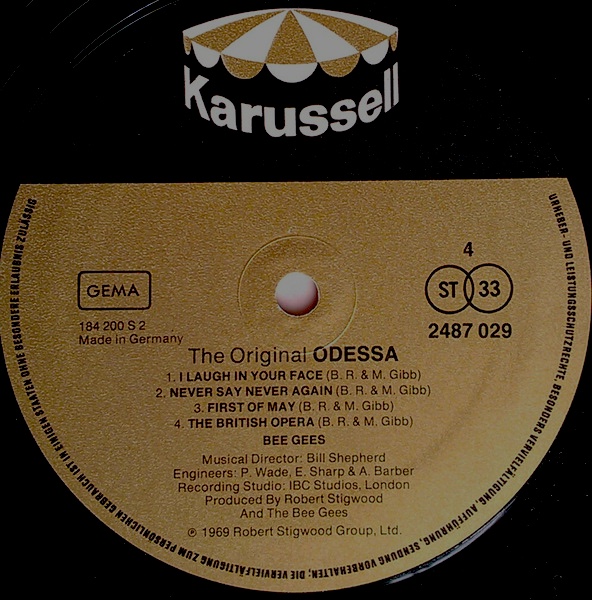 Karussell
GEMA
184 200 S 2
Made in Germany
4
ST 33
2487 029
The Original ODESSA
1. I LAUGH IN YOUR FACE (B. R. & M. Gibb)
2. NEVER SAY NEVER AGAIN (B. R. & M. Gibb)
3. FIRST OF MAY (B. R. & M. Gibb)
4. THE BRITISH OPERA (B. R. & M. Gibb)
BEE GEES
Musical Director: Bill Shepherd
Engineers: P. Wade, E. Sharp & A. Barber
Recording Studio: IBC Studios, London
Produced By Robert Stigwood
And The Bee Gees
℗ 1969 Robert Stigwood Group, Ltd.
URHEBER- UND LEISTUNGSSCHUTZRECHTE, BESONDERS VERVIELFÄLTIGUNG, AUFFÜHRUNG, SENDUNG VORBEHALTEN; DIE VERVIELFÄLTIGUNG ZUM PERSÖNLICHEN GEBRAUCH IST IN EINIGEN STAATEN OHNE BESONDERE ERLAUBNIS ZULÄSSIG